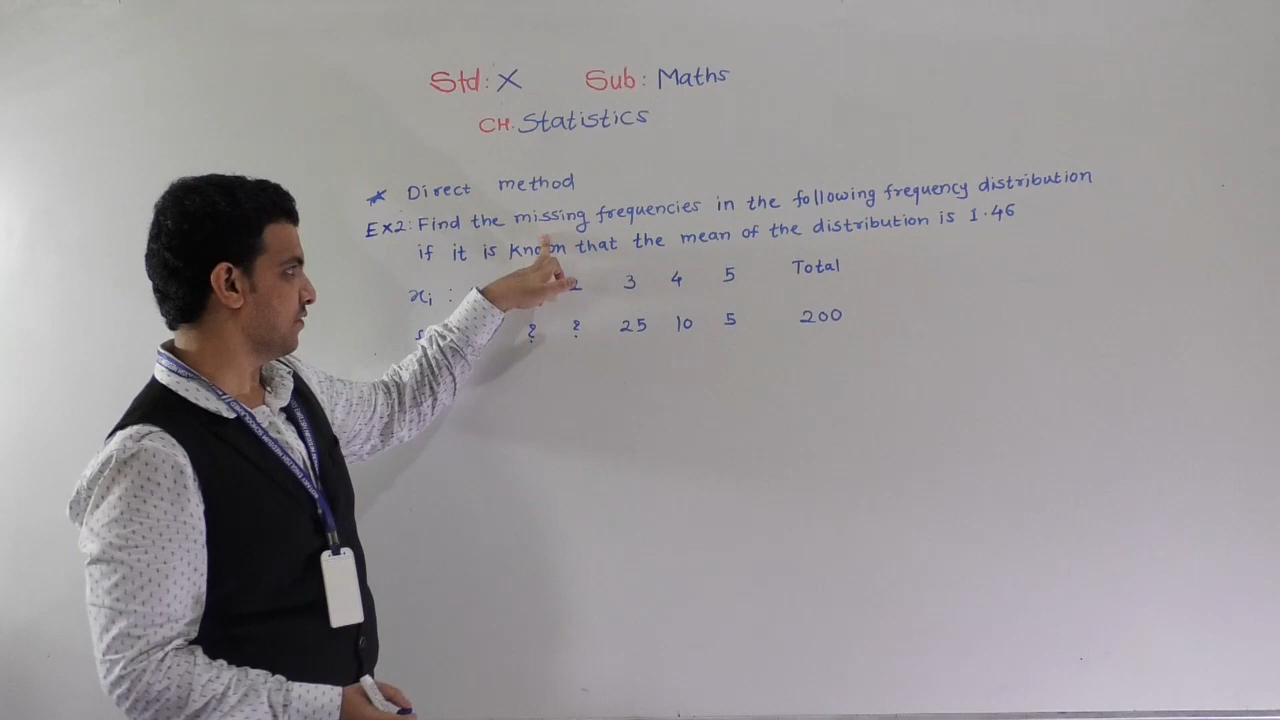 Std: X Sub: Maths
CH. Statistics
* Direct method
Ex2: Find the missing frequencies in the following frequency distribution
if it is known that the mean of the distribution is 1.46
xi : 2 3 4 5 Total
? ? 25 10 5 200